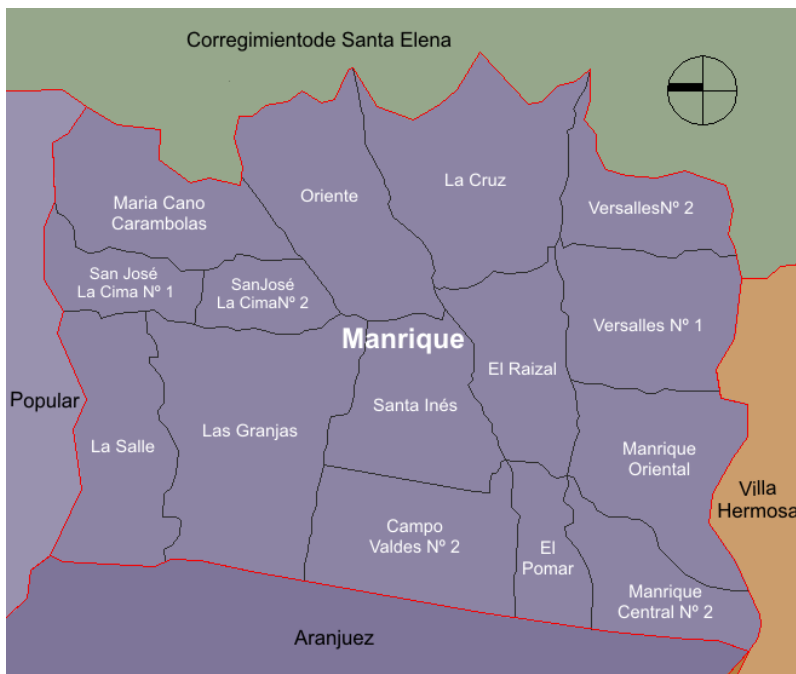 Corregimientode Santa Elena
Maria Cano
Carambolas
Oriente
La Cruz
VersallesNº 2
San José
La Cima Nº 1
SanJosé
La CimaNº 2
Manrique
Versalles Nº 1
El Raizal
Popular
Santa Inés
La Salle
Las Granjas
Manrique
Oriental
Villa
Hermosa
Campo
Valdes Nº 2
El
Pomar
Manrique
Central Nº 2
Aranjuez